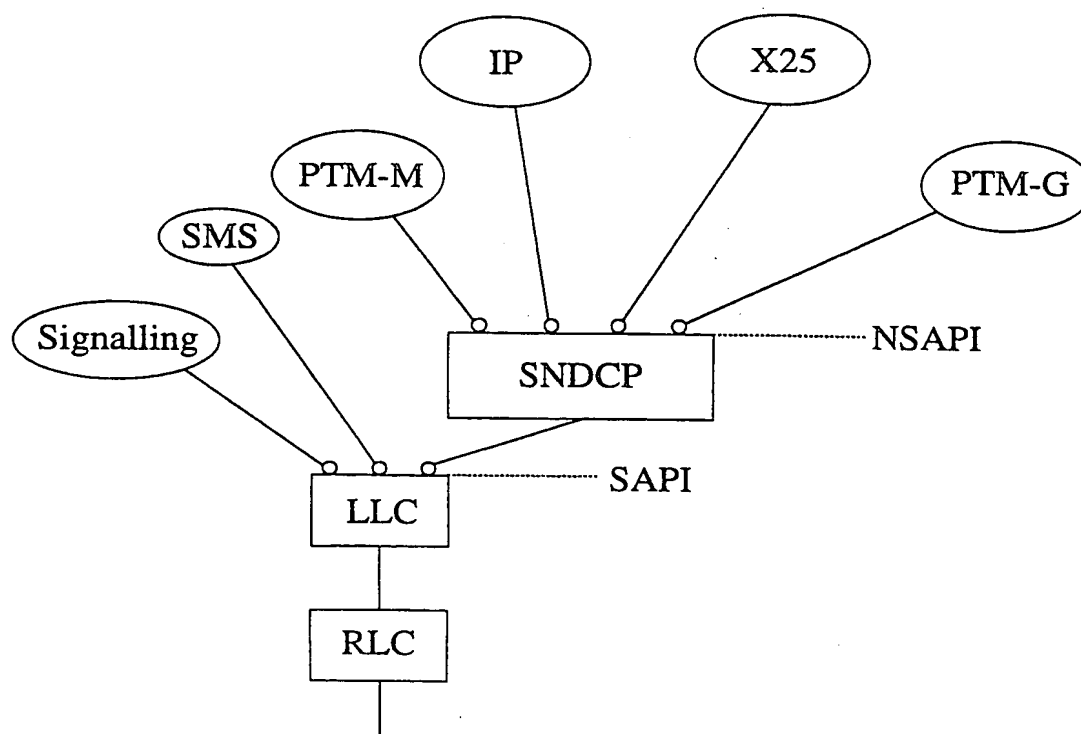 IP
X25
PTM-M
PTM-G
SMS
Signalling
NSAPI
SNDCP
SAPI
LLC
RLC